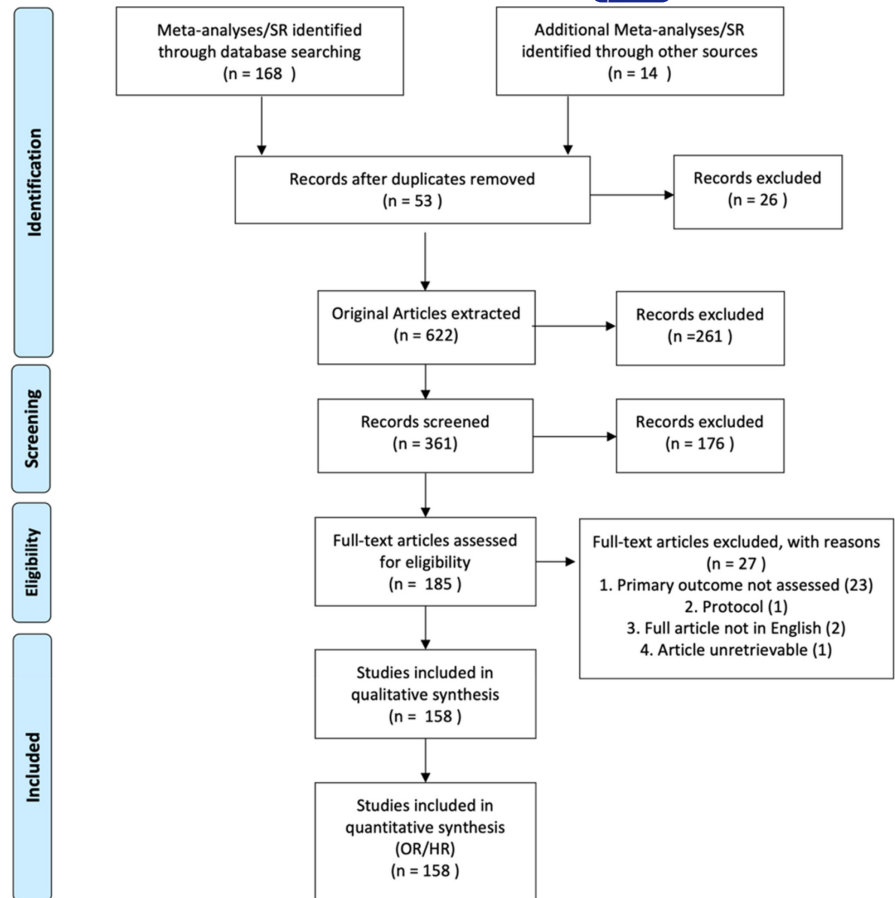 Meta-analyses/SR identified
through database searching
(n = 168 )
Additional Meta-analyses/SR
identified through other sources
(n = 14 )
Identification
Records after duplicates removed
(n = 53 )
Records excluded
(n = 26 )
Original Articles extracted
(n = 622)
Records excluded
(n =261 )
Screening
Records screened
(n = 361)
Records excluded
(n = 176 )
Eligibility
Full-text articles assessed
for eligibility
(n = 185 )
Full-text articles excluded, with reasons
(n = 27 )
1. Primary outcome not assessed (23)
2. Protocol (1)
3. Full article not in English (2)
4. Article unretrievable (1)
Included
Studies included in
qualitative synthesis
(n = 158 )
Studies included in
quantitative synthesis
(OR/HR)
(n = 158 )